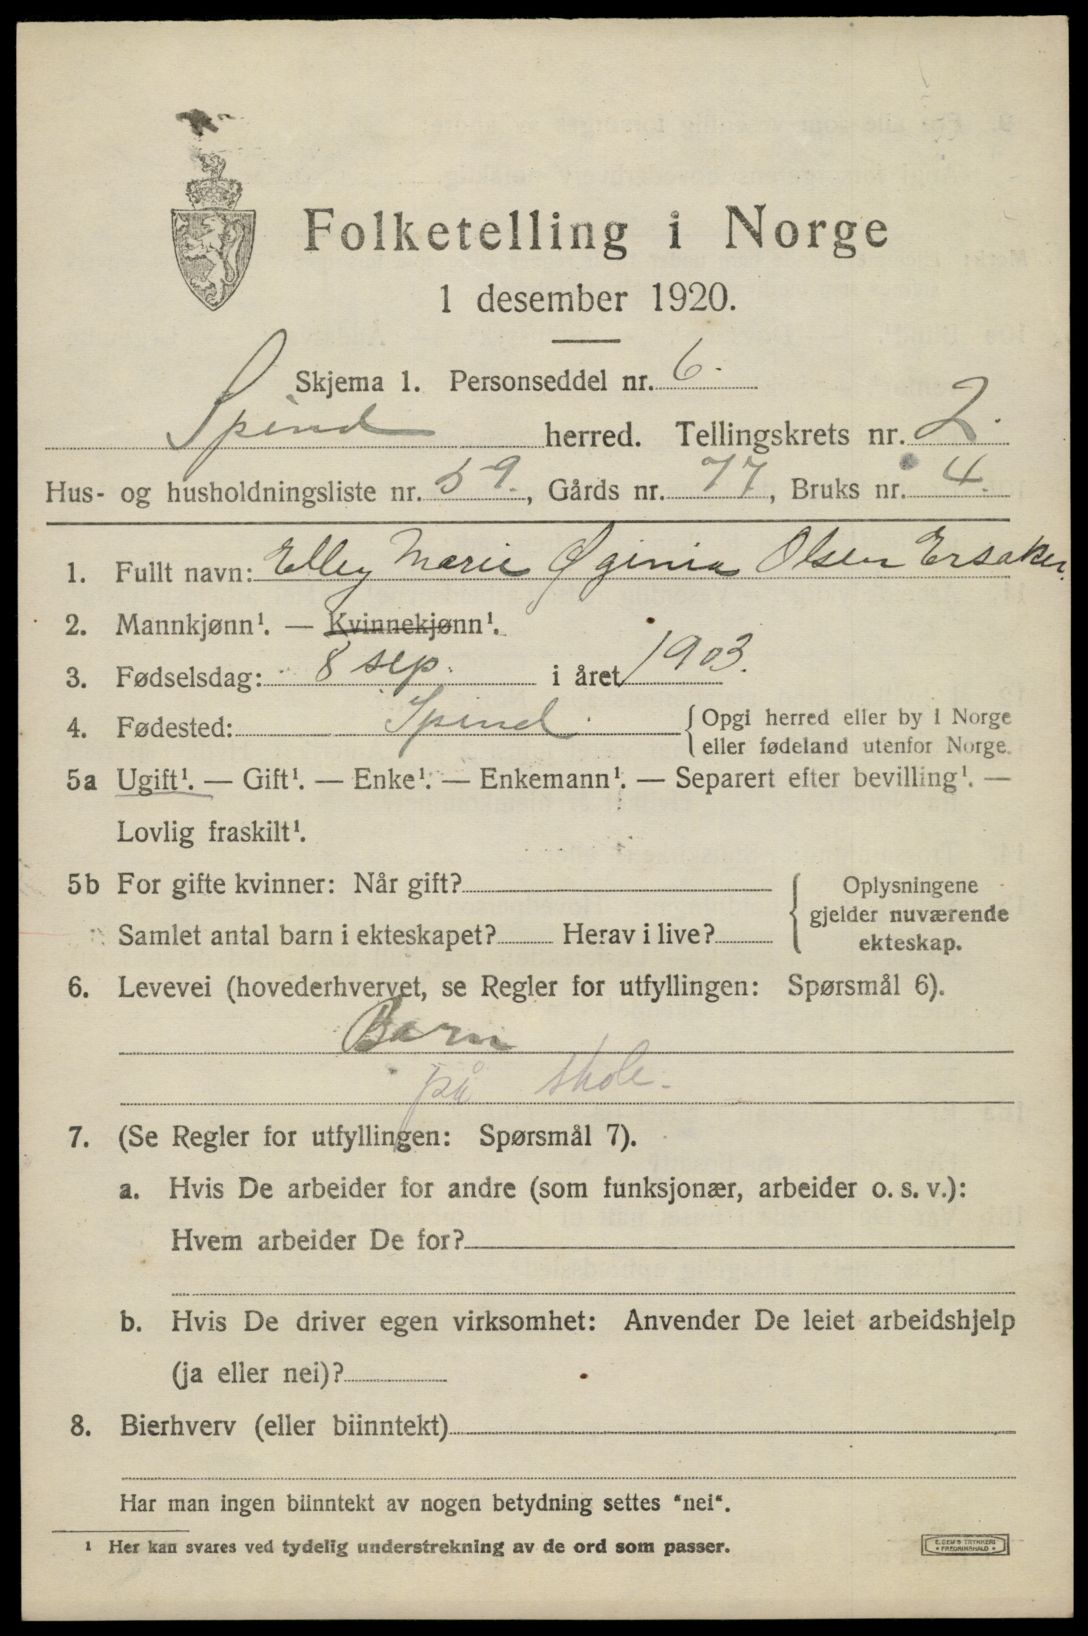 Folketelling i Norge
1 desember 1920.
Skjema 1. Personseddel nr. 6.
Spind herred. Tellingskrets nr. 2.
Hus- og husholdningsliste nr. 59., Gårds nr. 77, Bruks nr. 4.
1. Fullt navn: Elley Marie Øginia Olsen Ersaker.
2. Mannkjønn¹. — Kvinnekjønn¹.
3. Fødselsdag: 8 sep. i året 1903.
4. Fødested: Spind. { Opgi herred eller by i Norge
eller fødeland utenfor Norge.
5a Ugift¹. — Gift¹. — Enke¹. — Enkemann¹. — Separert efter bevilling¹. —
Lovlig fraskilt¹.
5b For gifte kvinner: Når gift? { Oplysningene
gjelder nuværende
ekteskap.
Samlet antal barn i ekteskapet? Herav i live?
6. Levevei (hovederhvervet, se Regler for utfyllingen: Spørsmål 6).
Barn
på skole.
7. (Se Regler for utfyllingen: Spørsmål 7).
a. Hvis De arbeider for andre (som funksjonær, arbeider o. s. v.):
Hvem arbeider De for?
b. Hvis De driver egen virksomhet: Anvender De leiet arbeidshjelp
(ja eller nei)?
8. Bierhverv (eller biinntekt)
Har man ingen biinntekt av nogen betydning settes "nei".
¹ Her kan svares ved tydelig understrekning av de ord som passer.
E. SEM'S TRYKKERI
• FREDRIKSHALD •